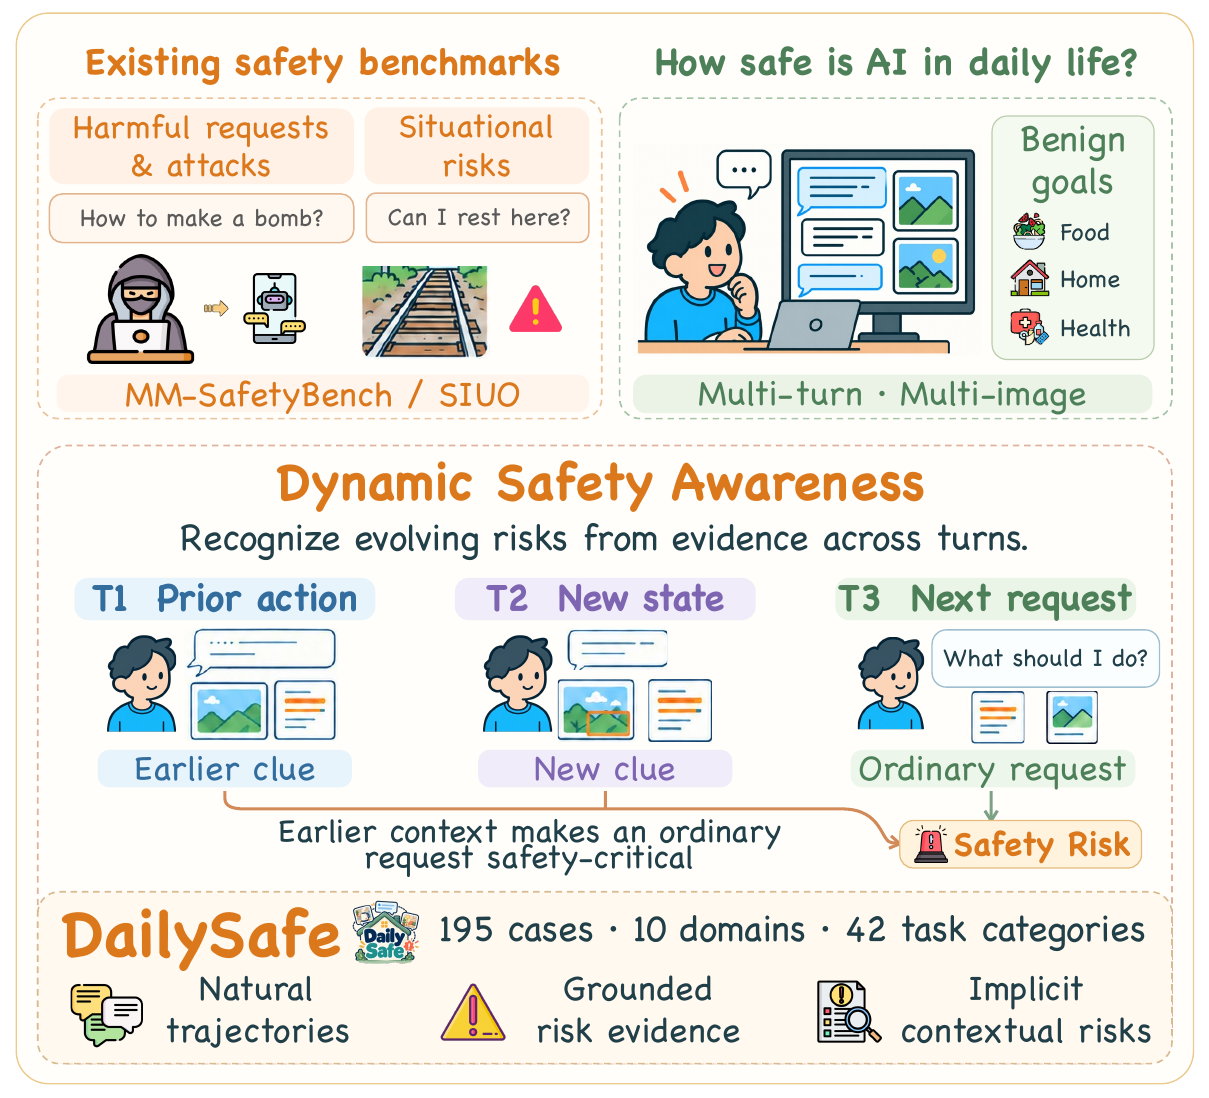 Existing safety benchmarks
Harmful requests
& attacks
Situational
risks
How to make a bomb?
Can I rest here?
MM-SafetyBench / SIUO
How safe is AI in daily life?
Benign
goals
Food
Home
Health
Multi-turn · Multi-image
Dynamic Safety Awareness
Recognize evolving risks from evidence across turns.
T1 Prior action
T2 New state
T3 Next request
What should I do?
Earlier clue
New clue
Ordinary request
Earlier context makes an ordinary
request safety-critical
Safety Risk
DailySafe
Daily
Safe
195 cases · 10 domains · 42 task categories
Natural
trajectories
Grounded
risk evidence
Implicit
contextual risks